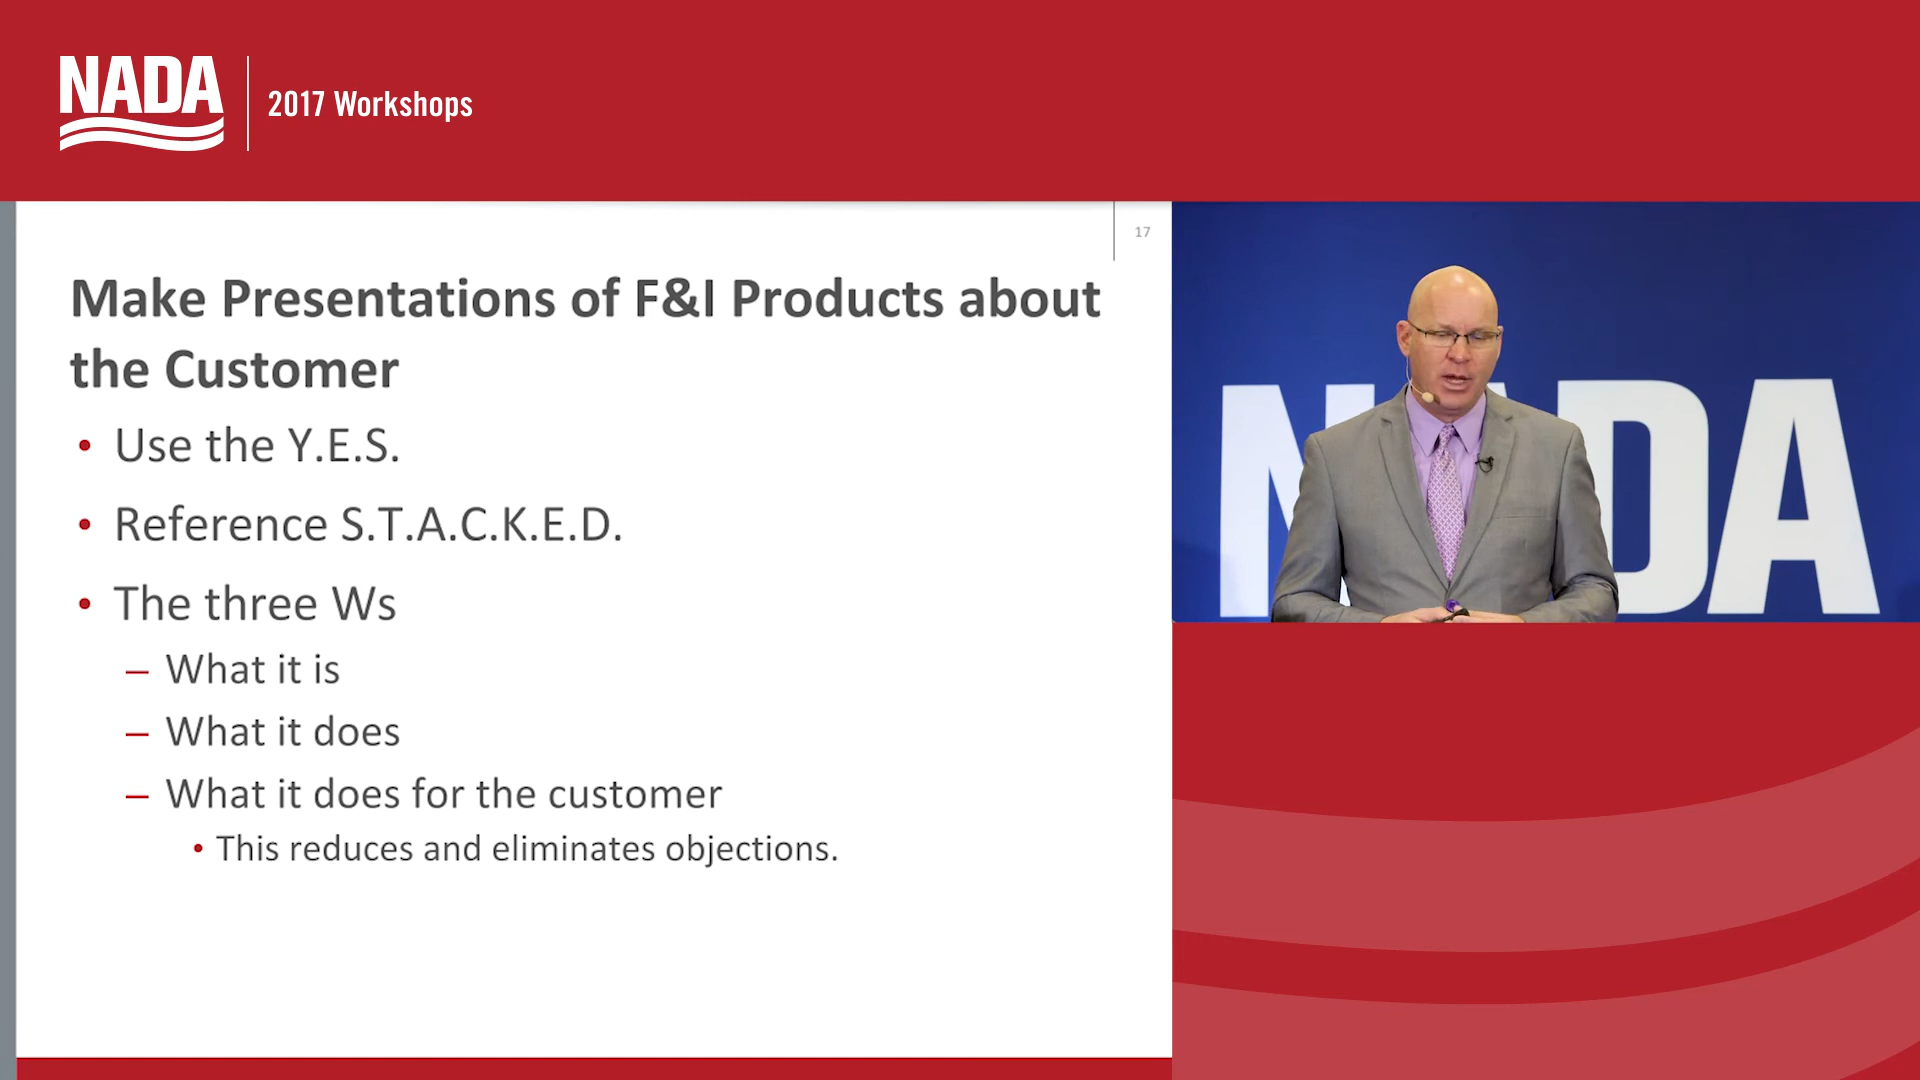 NADA
2017 Workshops
17
Make Presentations of F&I Products about
the Customer
• Use the Y.E.S.
• Reference S.T.A.C.K.E.D.
• The three Ws
– What it is
– What it does
– What it does for the customer
• This reduces and eliminates objections.
NADA